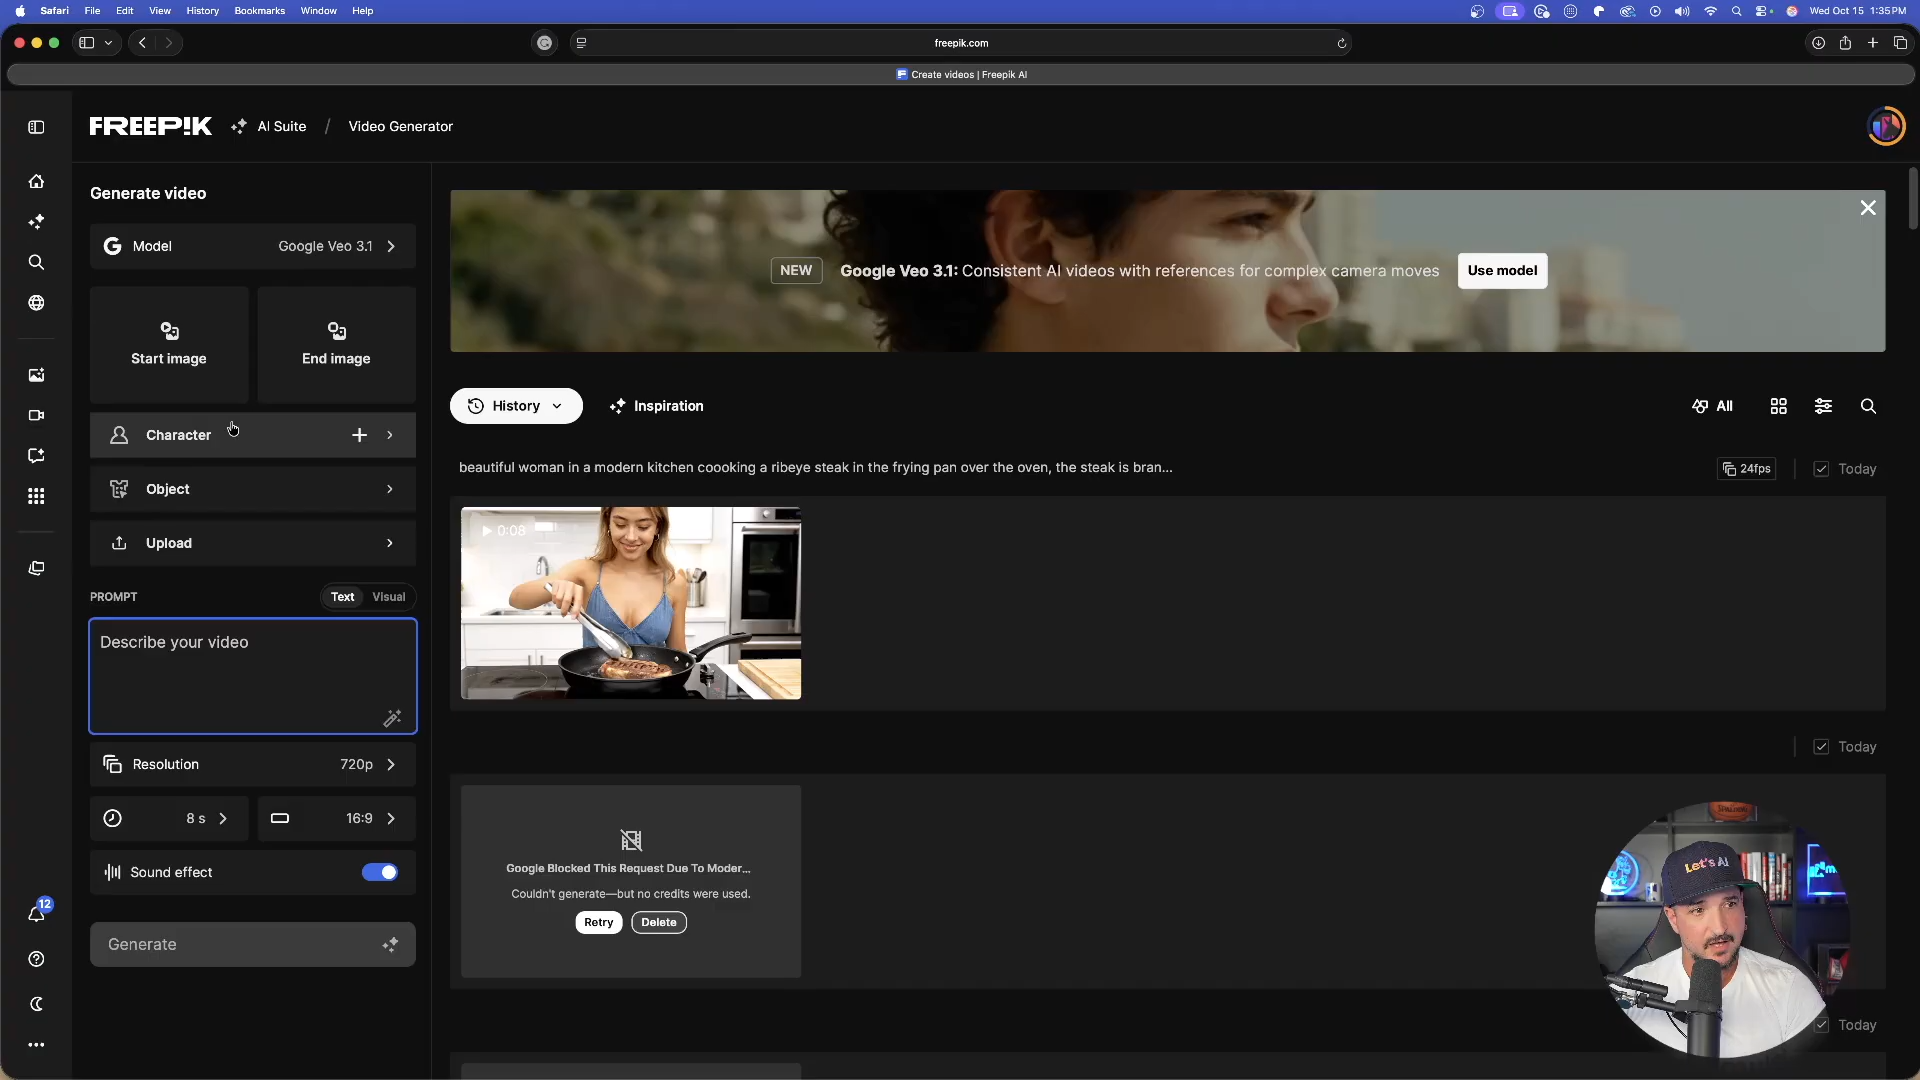 Safari File Edit View History Bookmarks Window Help Wed Oct 15 1:35 PM
freepik.com
Create videos | Freepik AI
FREEP!K AI Suite / Video Generator
Generate video
Model Google Veo 3.1
Start image End image
Character
Object
Upload
PROMPT Text Visual
Describe your video
Resolution 720p
8 s 16:9
Sound effect
Generate
12
NEW Google Veo 3.1: Consistent AI videos with references for complex camera moves Use model
History Inspiration All
beautiful woman in a modern kitchen coooking a ribeye steak in the frying pan over the oven, the steak is bran... 24fps Today
0:08
Today
Google Blocked This Request Due To Moder...
Couldn't generate—but no credits were used.
Retry Delete
Let's AI
SPALDING
Today